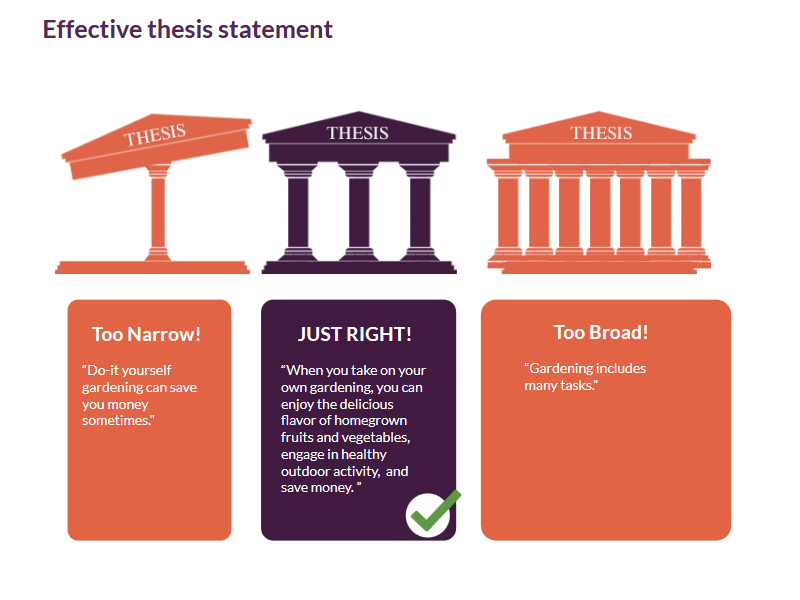 Effective thesis statement
THESIS
THESIS
THESIS
Too Narrow!
“Do-it yourself
gardening can save
you money
sometimes.”
JUST RIGHT!
“When you take on your
own gardening, you can
enjoy the delicious
flavor of homegrown
fruits and vegetables,
engage in healthy
outdoor activity,  and
save money. ”
Too Broad!
“Gardening includes
many tasks.”